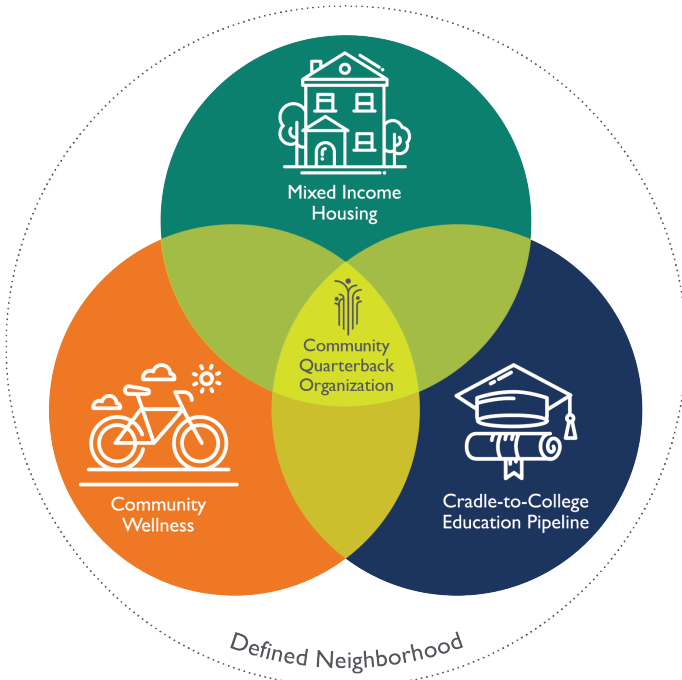 Mixed Income
Housing
Community
Quarterback
Organization
Community
Wellness
Cradle-to-College
Education Pipeline
Defined Neighborhood